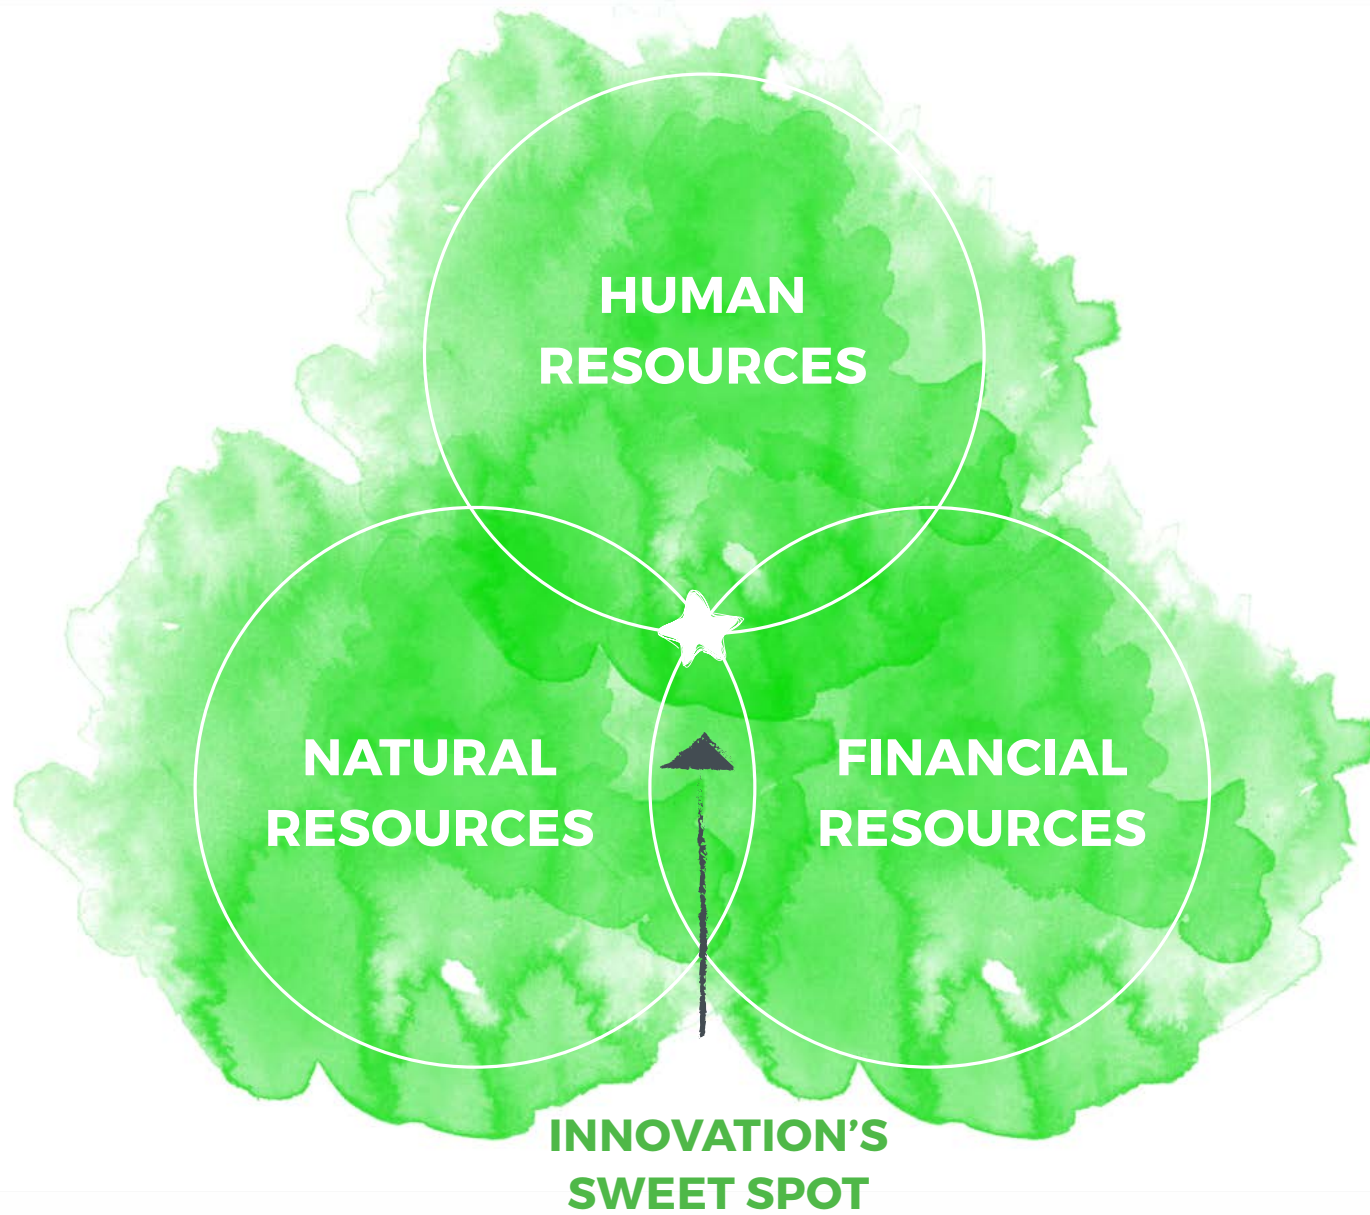 HUMAN
RESOURCES
NATURAL
RESOURCES
FINANCIAL
RESOURCES
INNOVATION’S
SWEET SPOT